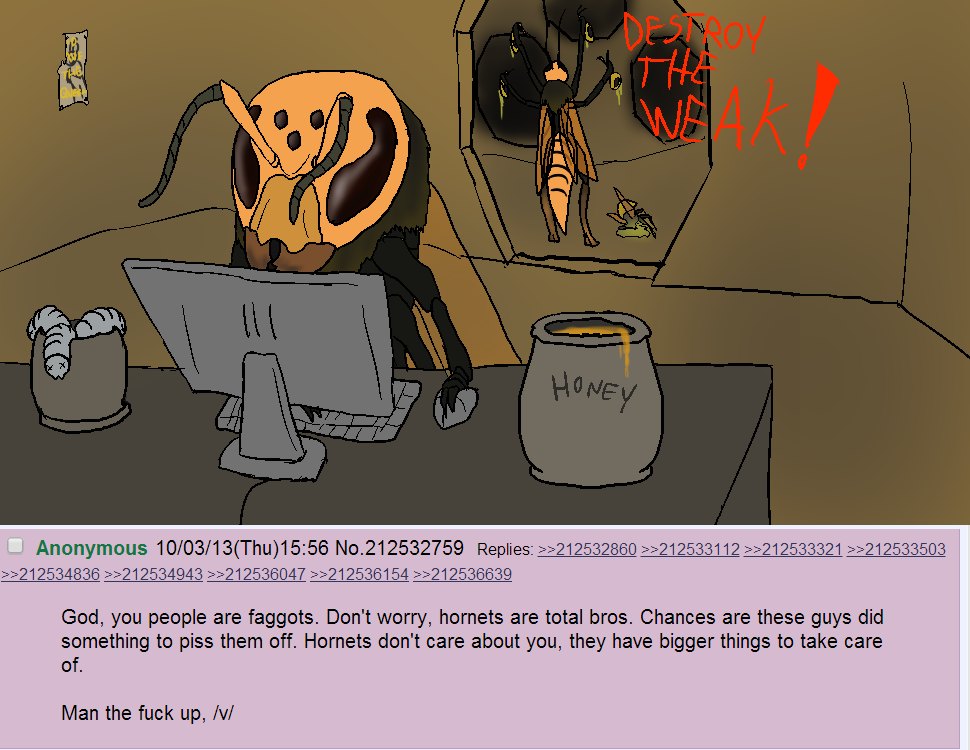 DESTROY
THE
WEAK!
HONEY
Anonymous 10/03/13(Thu)15:56 No.212532759 Replies: >>212532860 >>212533112 >>212533321 >>212533503
>>212534836 >>212534943 >>212536047 >>212536154 >>212536639
God, you people are faggots. Don't worry, hornets are total bros. Chances are these guys did
something to piss them off. Hornets don't care about you, they have bigger things to take care
of.
Man the fuck up, /v/